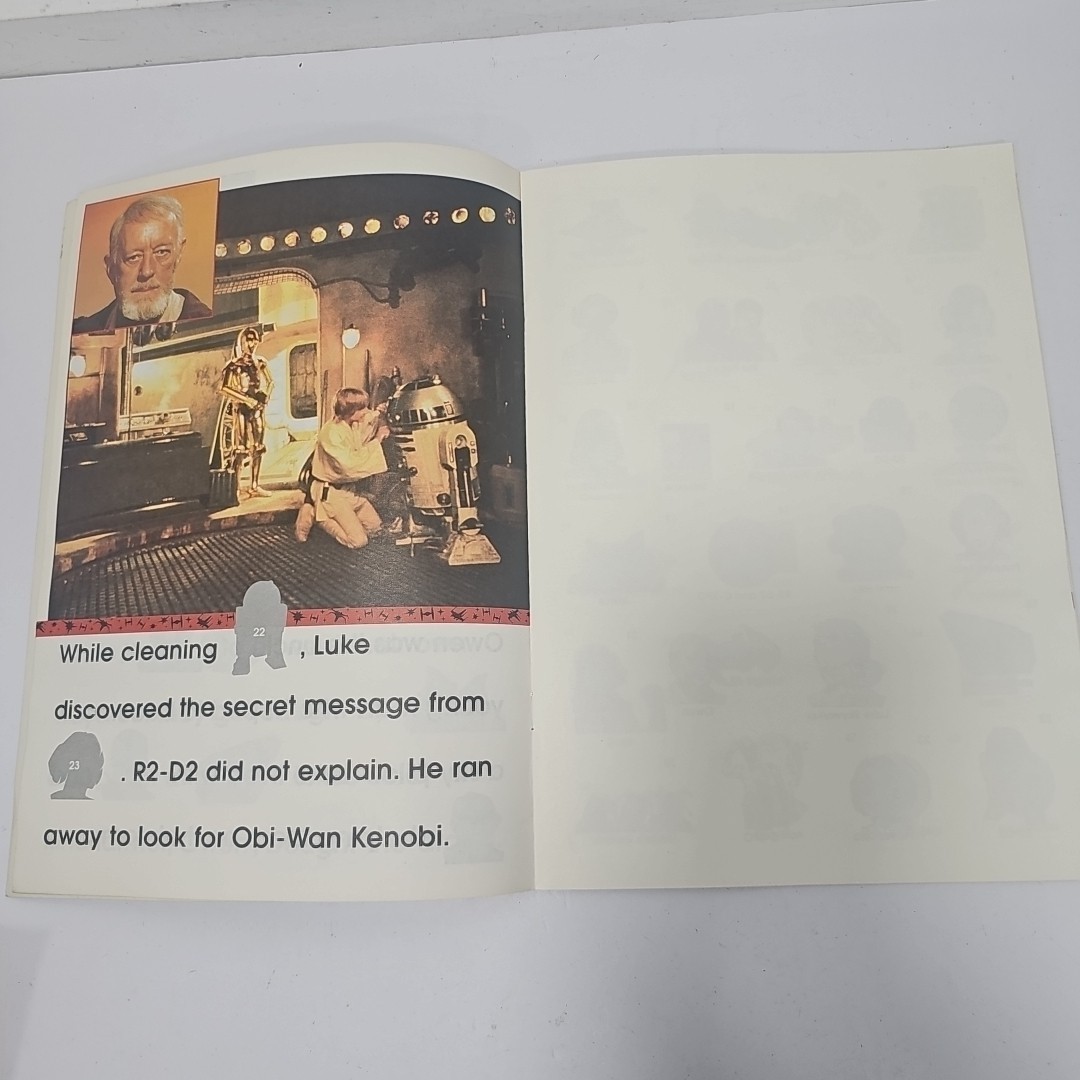 While cleaning 22 , Luke
discovered the secret message from
23 . R2-D2 did not explain. He ran
away to look for Obi-Wan Kenobi.